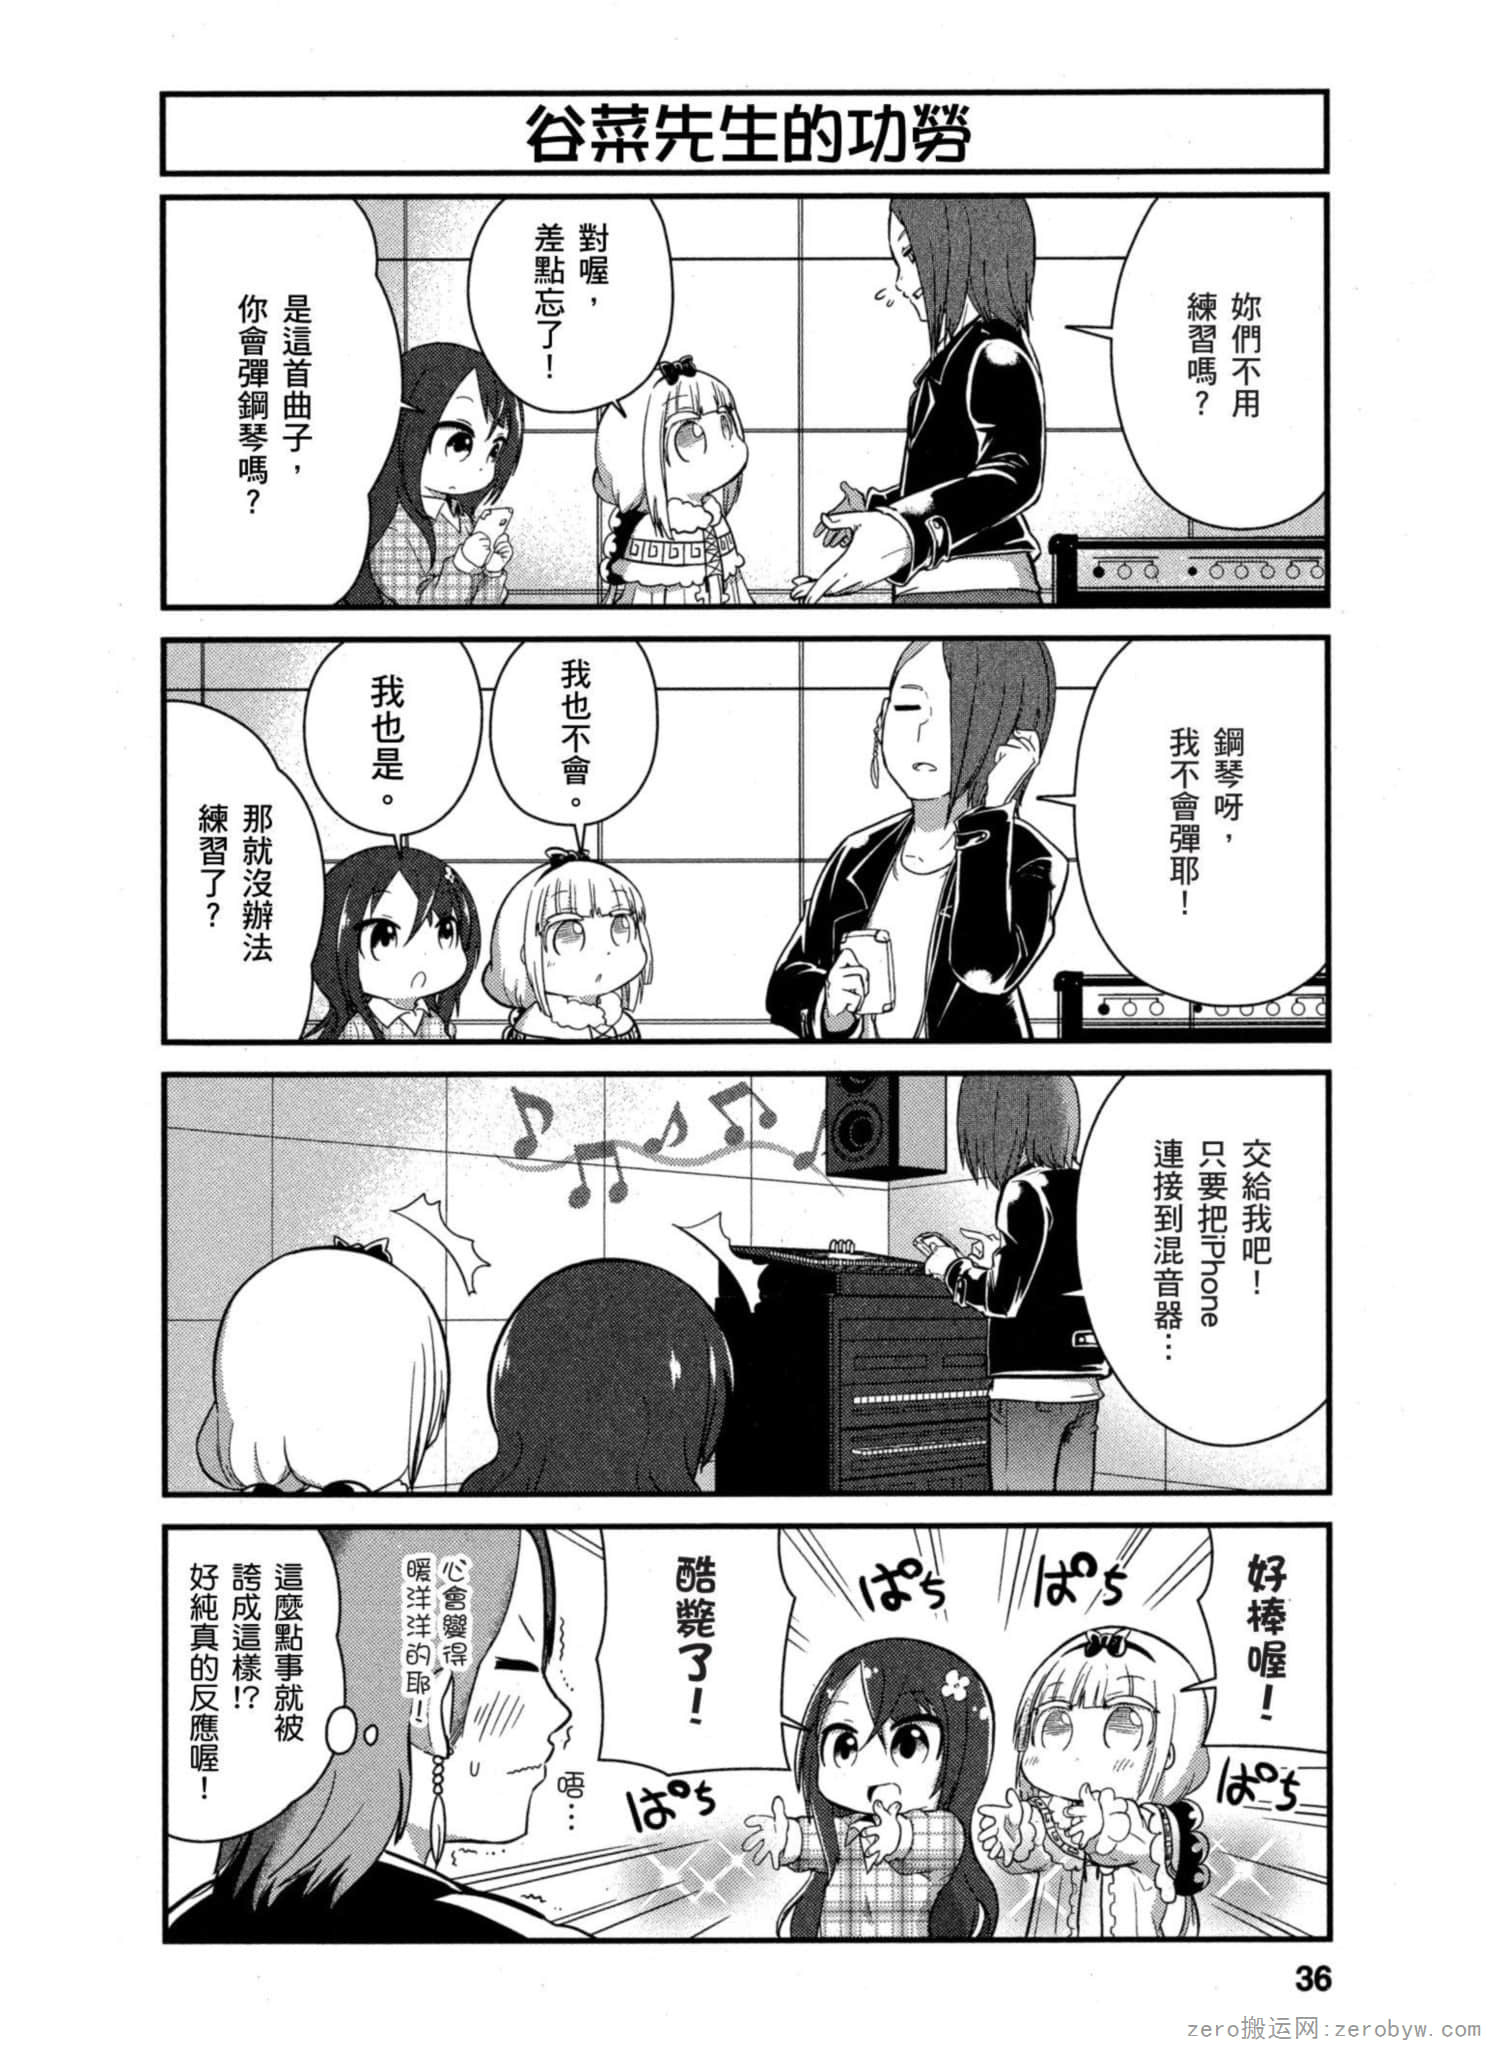 谷菜先生的功勞
妳們不用
練習嗎？
對喔，
差點忘了！
是這首曲子，
你會彈鋼琴嗎？
鋼琴呀，
我不會彈耶！
我也不會。
我也是。
那就沒辦法
練習了？
交給我吧！
只要把iPhone
連接到混音器…
好棒喔！
ぱち
ぱち
ぱち
ぱち
酷斃了！
唔…
心會變得
暖洋洋的耶！
這麼點事就被
誇成這樣!?
好純真的反應喔！
36
zero搬运网:zerobyw.com